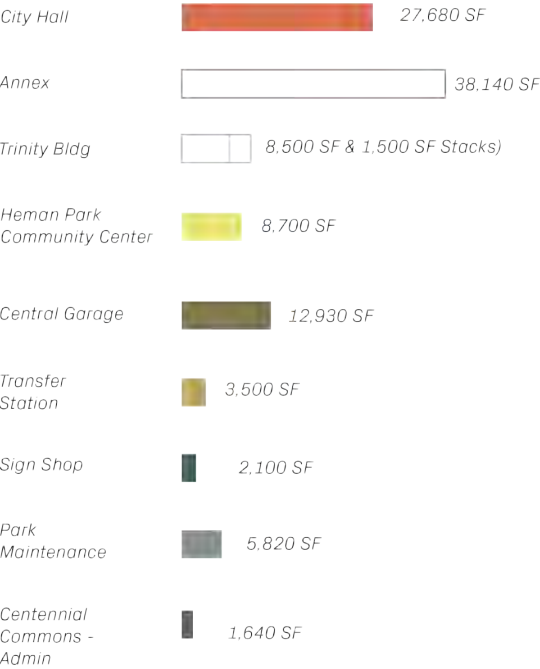 City Hall 27,680 SF
Annex 38,140 SF
Trinity Bldg 8,500 SF & 1,500 SF Stacks)
Heman Park
Community Center 8,700 SF
Central Garage 12,930 SF
Transfer
Station 3,500 SF
Sign Shop 2,100 SF
Park
Maintenance 5,820 SF
Centennial
Commons - 1,640 SF
Admin